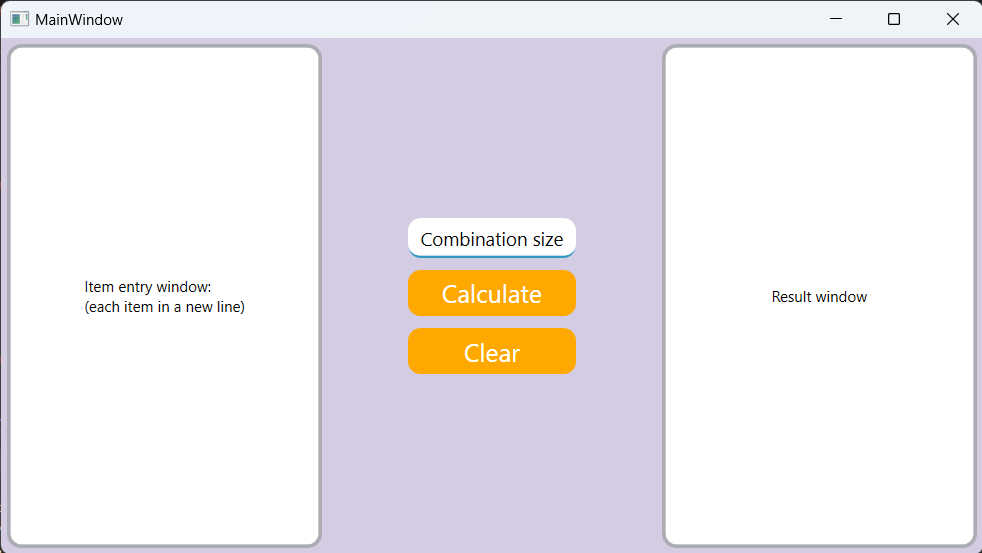 MainWindow
Item entry window:
(each item in a new line)
Combination size
Calculate
Clear
Result window